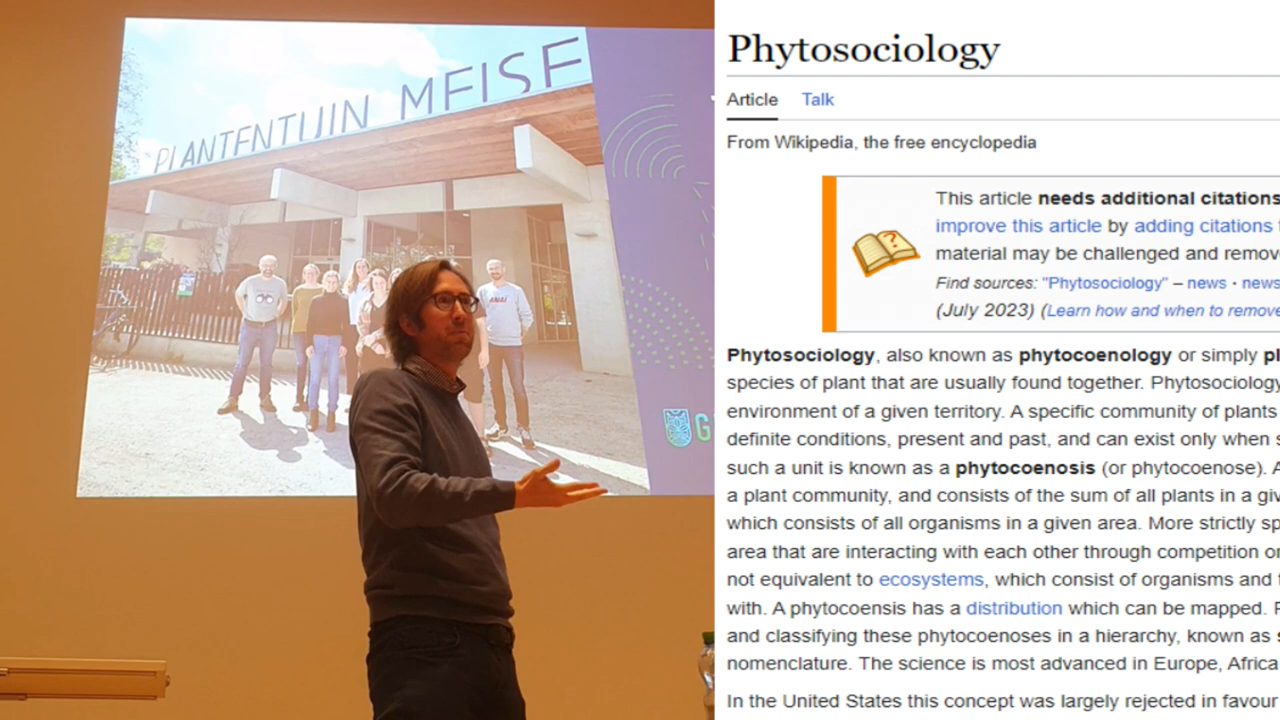 PLANTENTUIN MEISE
ANAÏ
G
Phytosociology
Article Talk
From Wikipedia, the free encyclopedia
This article needs additional citations
improve this article by adding citations
material may be challenged and remove
Find sources: "Phytosociology" – news · news
(July 2023) (Learn how and when to remove
Phytosociology, also known as phytocoenology or simply pl
species of plant that are usually found together. Phytosociology
environment of a given territory. A specific community of plants
definite conditions, present and past, and can exist only when s
such a unit is known as a phytocoenosis (or phytocoenose). A
a plant community, and consists of the sum of all plants in a giv
which consists of all organisms in a given area. More strictly sp
area that are interacting with each other through competition or
not equivalent to ecosystems, which consist of organisms and
with. A phytocoensis has a distribution which can be mapped. P
and classifying these phytocoenoses in a hierarchy, known as s
nomenclature. The science is most advanced in Europe, Africa
In the United States this concept was largely rejected in favour